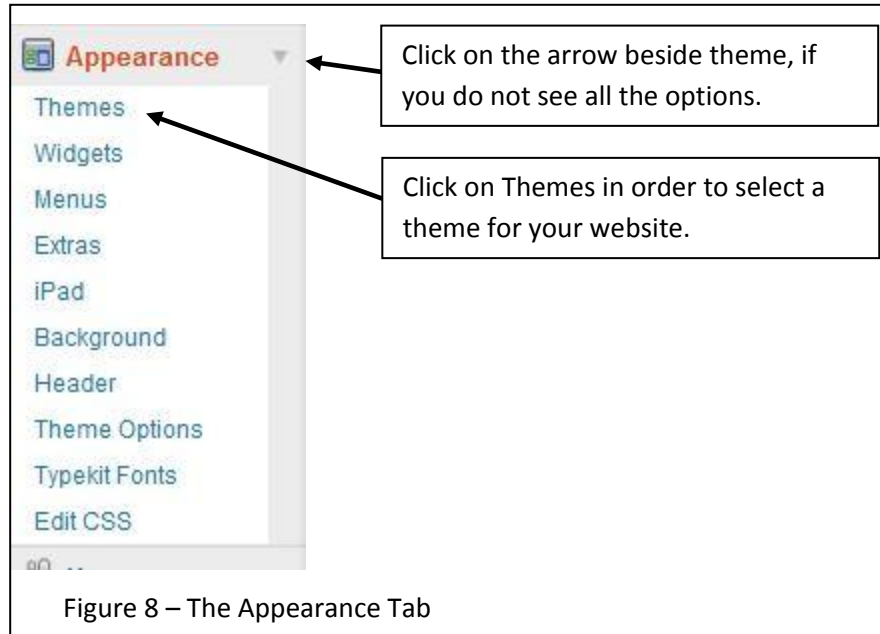 Appearance
Click on the arrow beside theme, if
you do not see all the options.
Themes
Widgets
Click on Themes in order to select a
theme for your website.
Menus
Extras
iPad
Background
Header
Theme Options
Typekit Fonts
Edit CSS
Figure 8 – The Appearance Tab